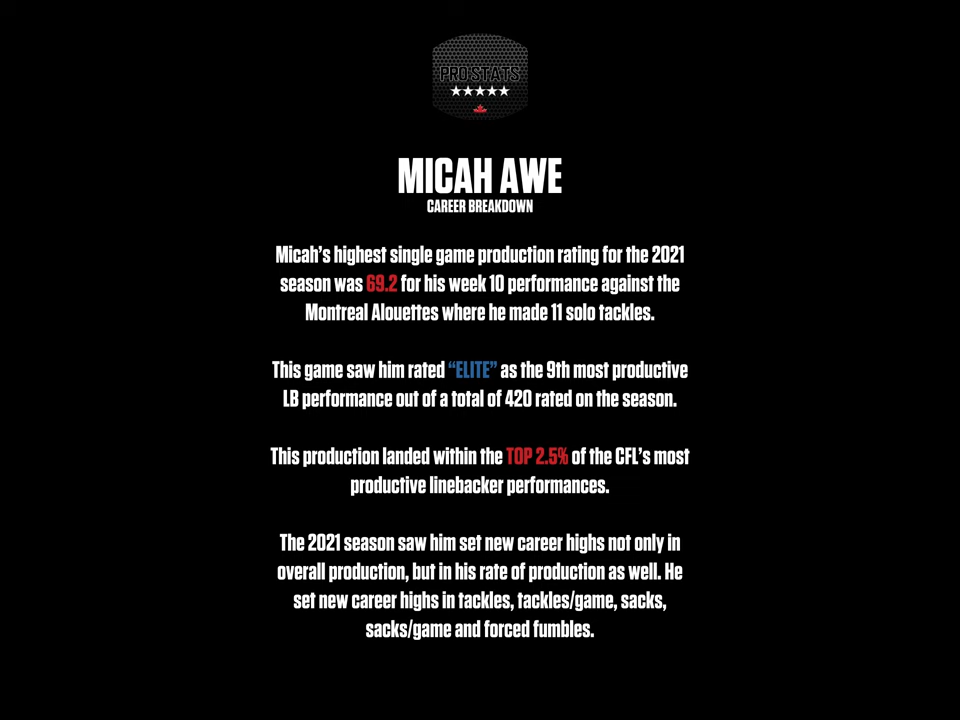 PRO STATS
MICAH AWE
CAREER BREAKDOWN
Micah's highest single game production rating for the 2021
season was 69.2 for his week 10 performance against the
Montreal Alouettes where he made 11 solo tackles.
This game saw him rated “ELITE” as the 9th most productive
LB performance out of a total of 420 rated on the season.
This production landed within the TOP 2.5% of the CFL's most
productive linebacker performances.
The 2021 season saw him set new career highs not only in
overall production, but in his rate of production as well. He
set new career highs in tackles, tackles/game, sacks,
sacks/game and forced fumbles.